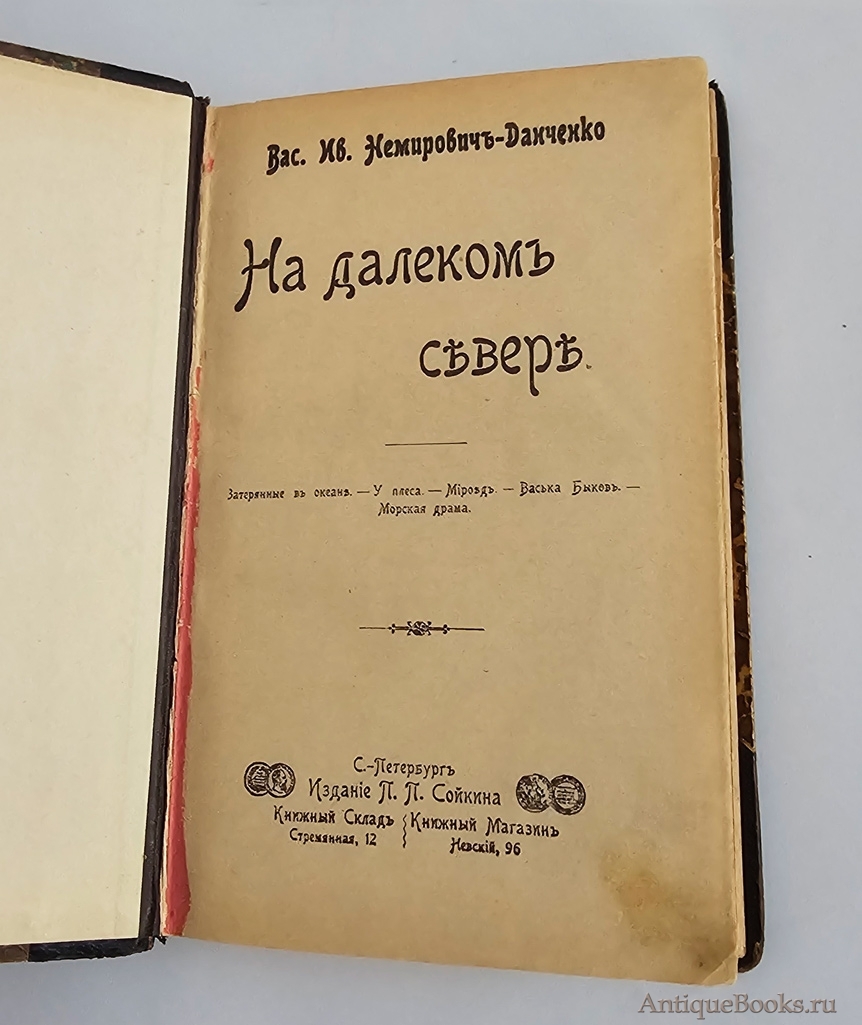 Вас. Ив. Немировичъ-Данченко
На далекомъ
сѣверѣ.
Затерянные въ океанѣ. — У плеса. — Мiроѣдъ. — Васька Быковъ. —
Морская драма.
С.-Петербургъ
Изданіе П. П. Сойкина
Книжный Складъ Книжный Магазинъ
Стремянная, 12 Невскій, 96
AntiqueBooks.ru